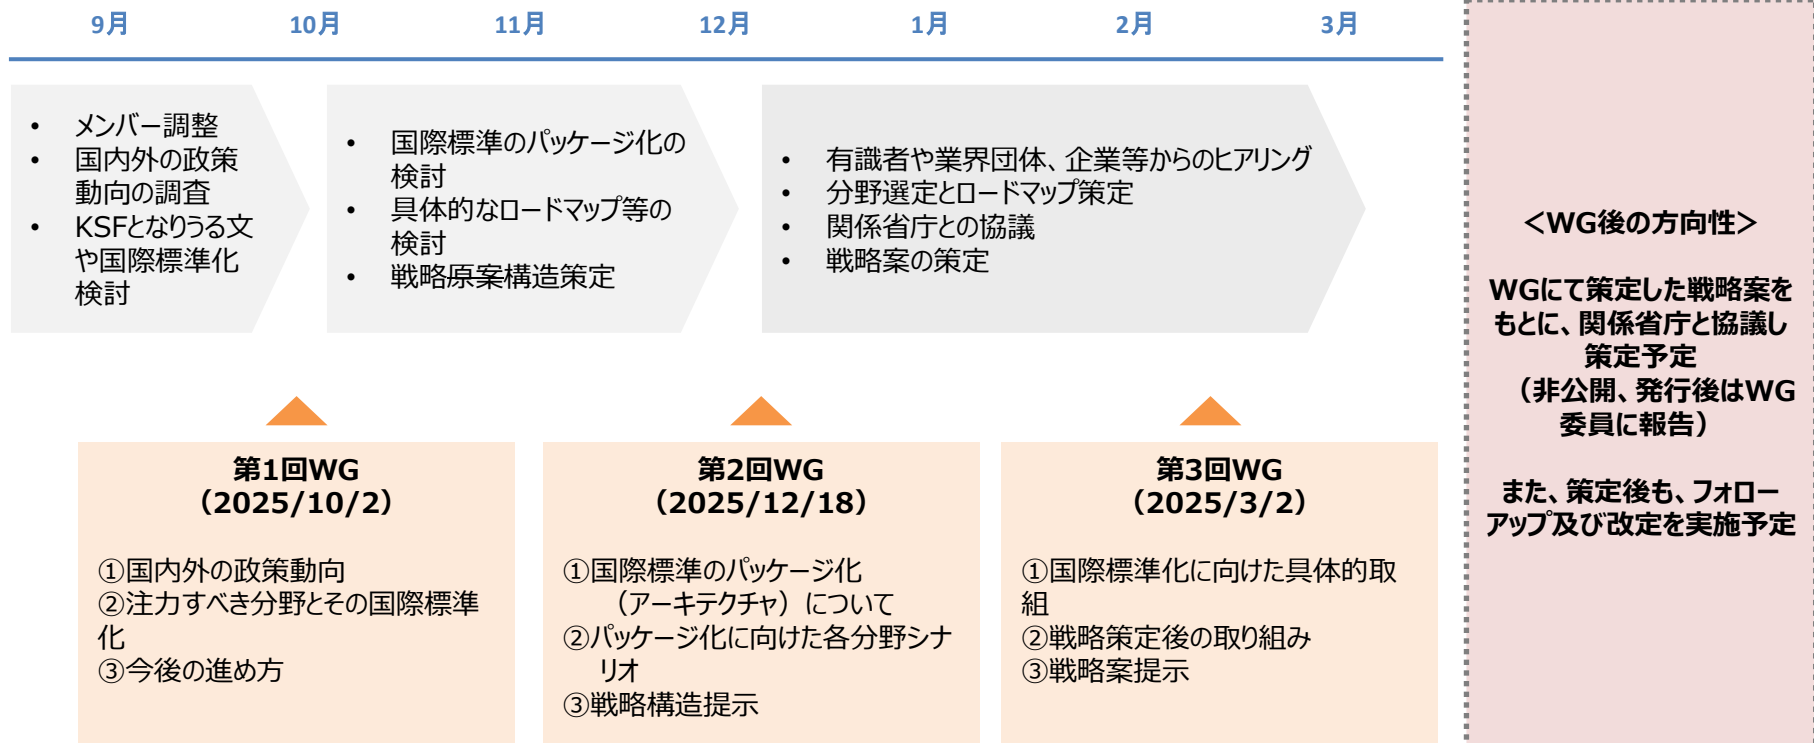 9月
10月
11月
12月
1月
2月
3月
• メンバー調整
• 国内外の政策
動向の調査
• KSFとなりうる文
や国際標準化
検討
• 国際標準のパッケージ化の
検討
• 具体的なロードマップ等の
検討
• 戦略原案構造策定
• 有識者や業界団体、企業等からのヒアリング
• 分野選定とロードマップ策定
• 関係省庁との協議
• 戦略案の策定
第1回WG
（2025/10/2）
①国内外の政策動向
②注力すべき分野とその国際標準
化
③今後の進め方
第2回WG
（2025/12/18）
①国際標準のパッケージ化
（アーキテクチャ）について
②パッケージ化に向けた各分野シナ
リオ
③戦略構造提示
第3回WG
（2025/3/2）
①国際標準化に向けた具体的取
組
②戦略策定後の取り組み
③戦略案提示
＜WG後の方向性＞
WGにて策定した戦略案を
もとに、関係省庁と協議し
策定予定
（非公開、発行後はWG
委員に報告）
また、策定後も、フォロー
アップ及び改定を実施予定